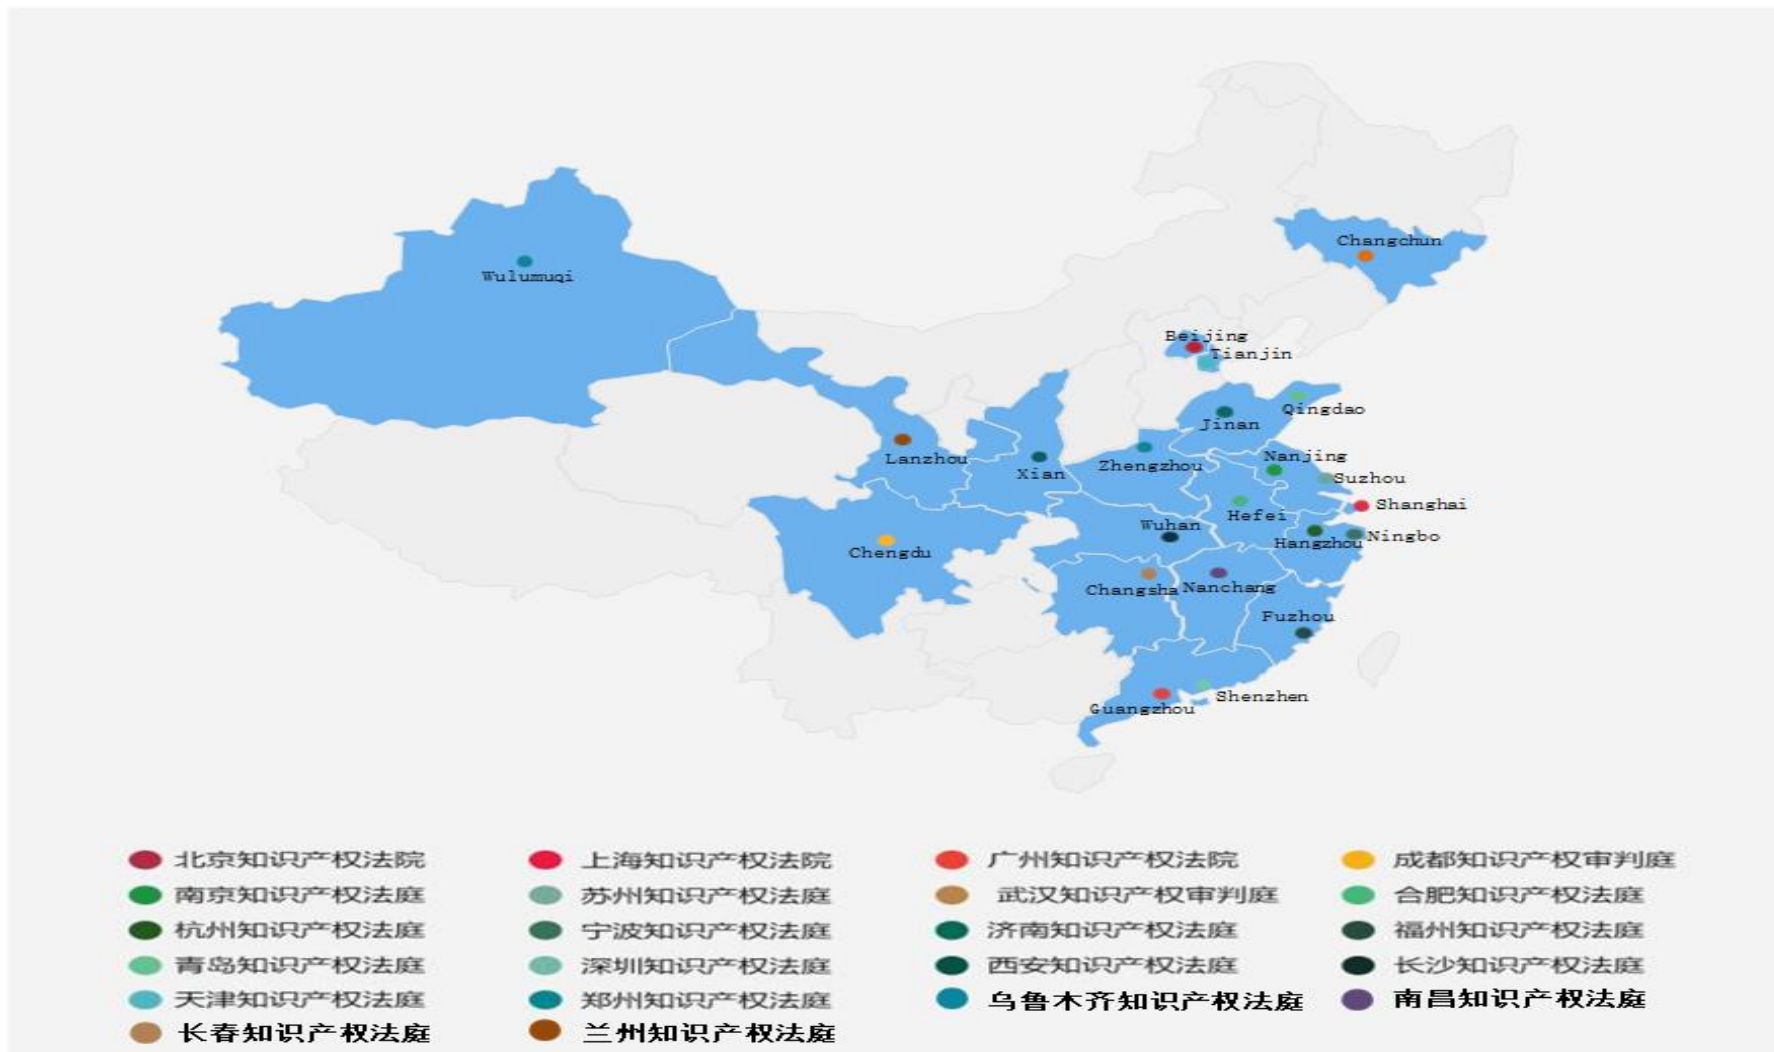 Changchun
Wulumuqi
Beijing
Tianjin
Qingdao
Jinan
Lanzhou
Nanjing
Zhengzhou
Xian
Suzhou
Shanghai
Hefei
Wuhan
Ningbo
Hangzhou
Chengdu
Changsha
Nanchang
Fuzhou
Shenzhen
Guangzhou
北京知识产权法院 上海知识产权法院 广州知识产权法院 成都知识产权审判庭
南京知识产权法庭 苏州知识产权法庭 武汉知识产权审判庭 合肥知识产权法庭
杭州知识产权法庭 宁波知识产权法庭 济南知识产权法庭 福州知识产权法庭
青岛知识产权法庭 深圳知识产权法庭 西安知识产权法庭 长沙知识产权法庭
天津知识产权法庭 郑州知识产权法庭 乌鲁木齐知识产权法庭 南昌知识产权法庭
长春知识产权法庭 兰州知识产权法庭